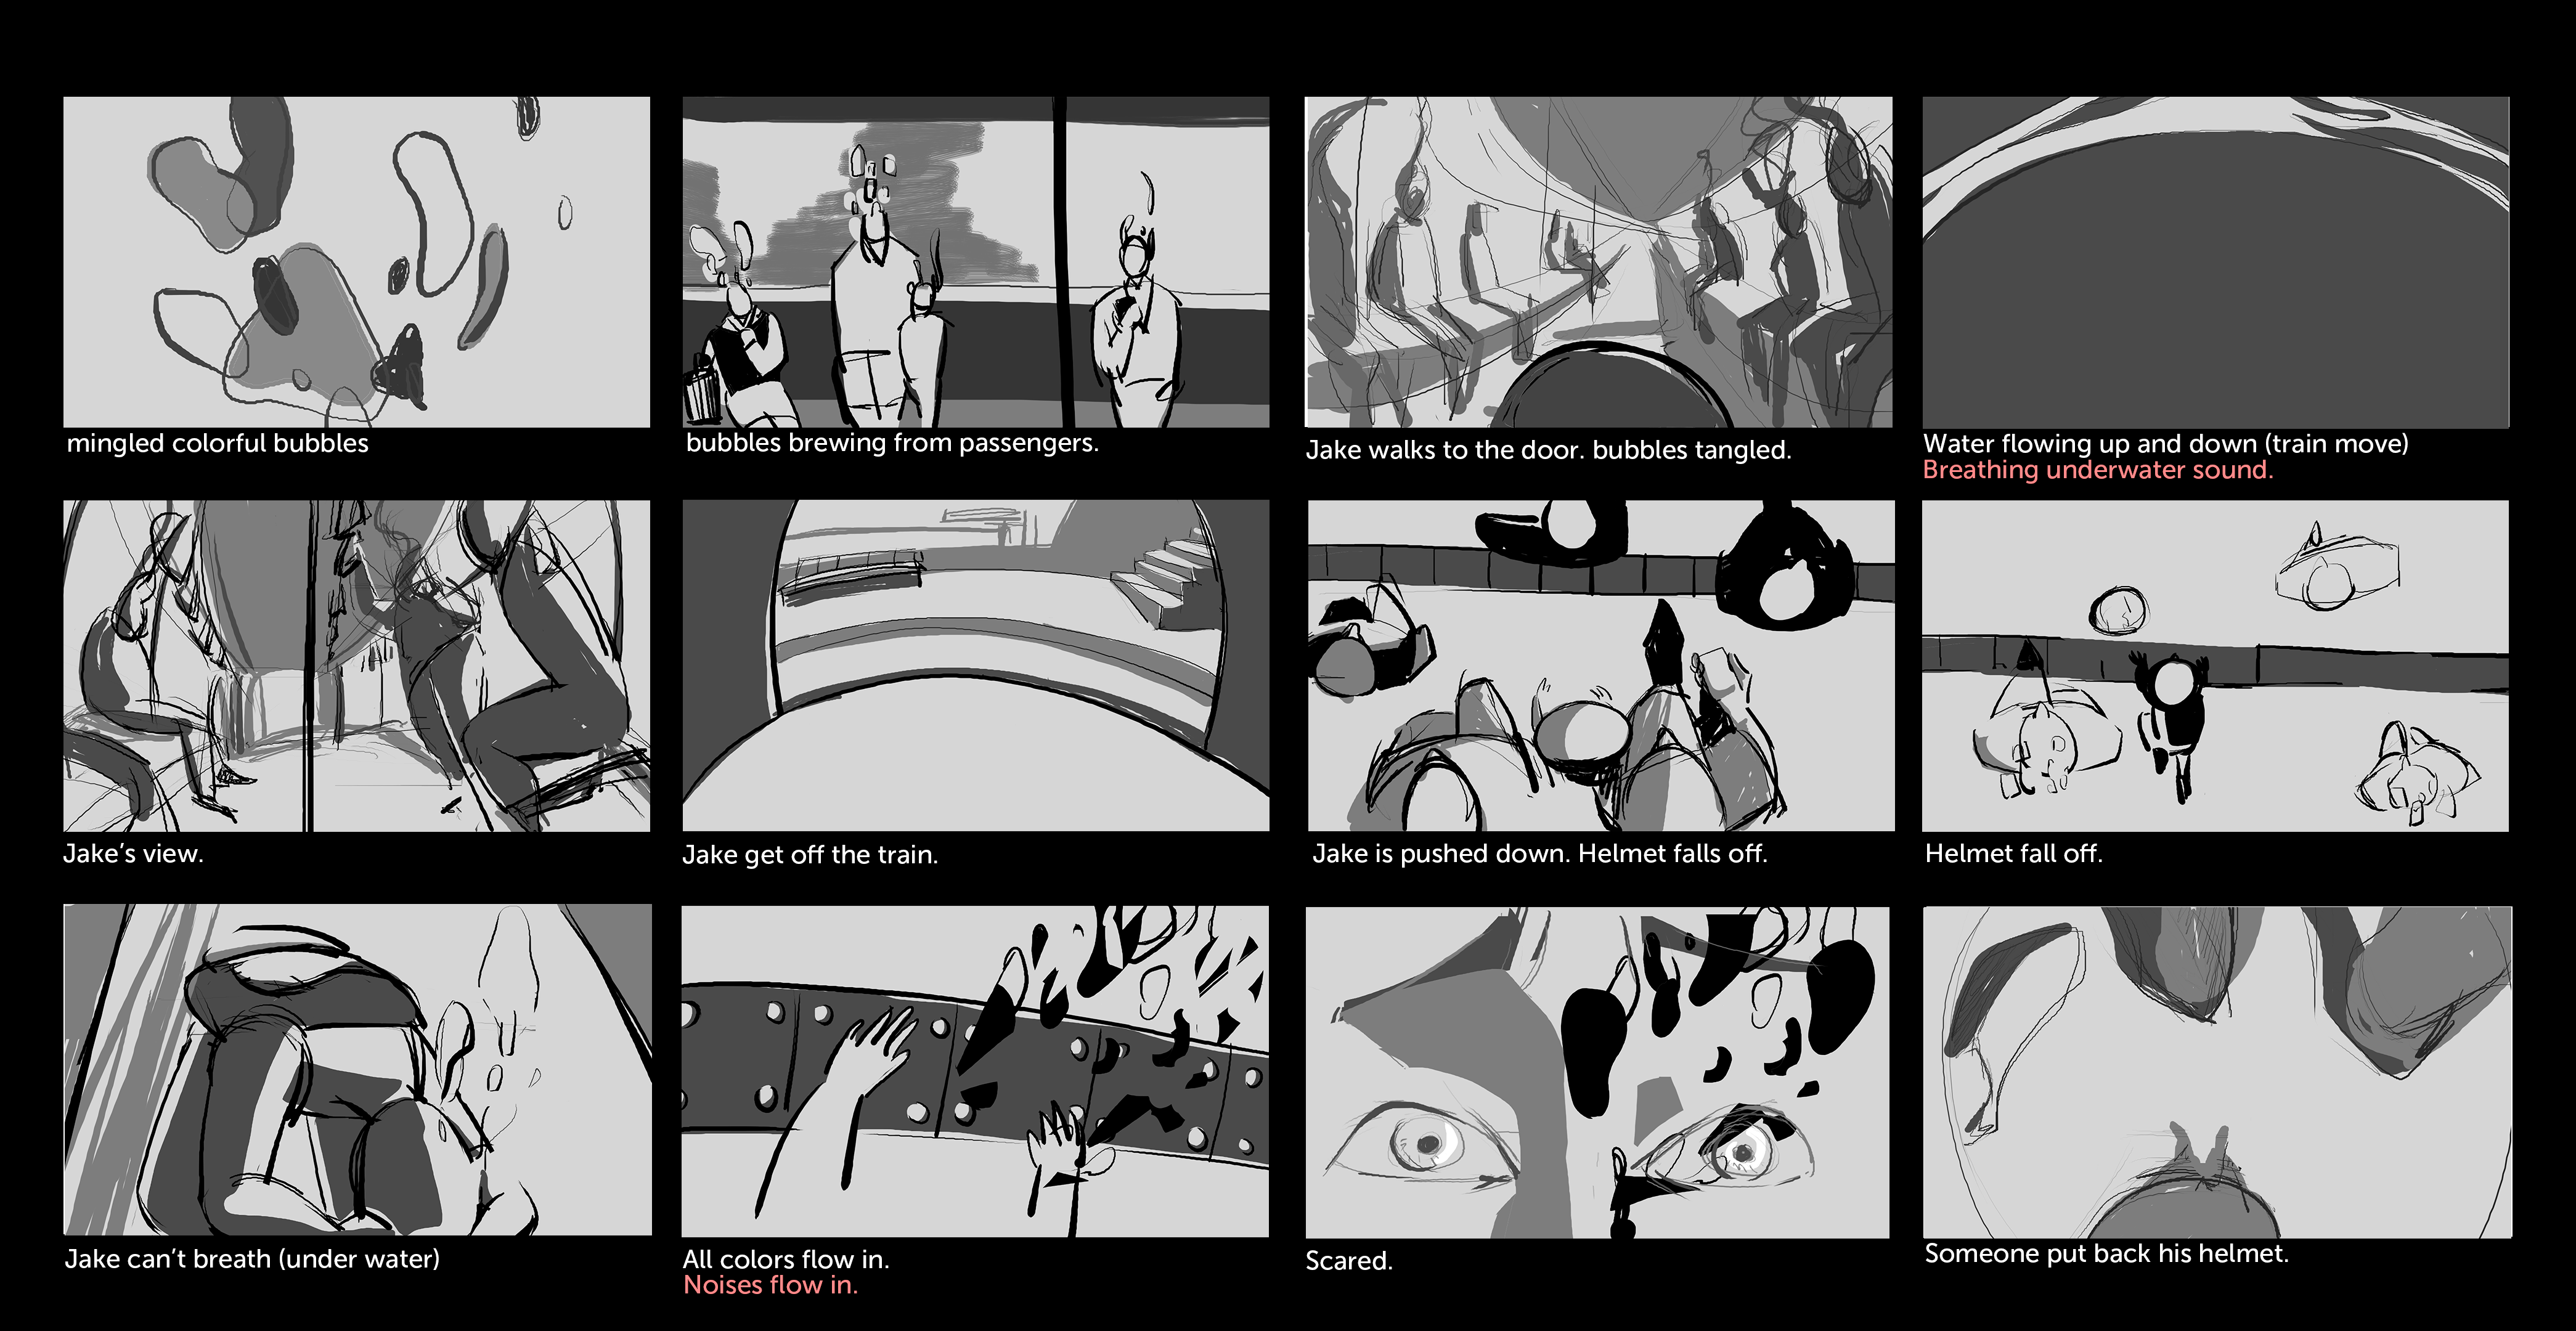 mingled colorful bubbles
bubbles brewing from passengers.
Jake walks to the door. bubbles tangled.
Water flowing up and down (train move)
Breathing underwater sound.
Jake's view.
Jake get off the train.
Jake is pushed down. Helmet falls off.
Helmet fall off.
Jake can't breath (under water)
All colors flow in.
Noises flow in.
Scared.
Someone put back his helmet.